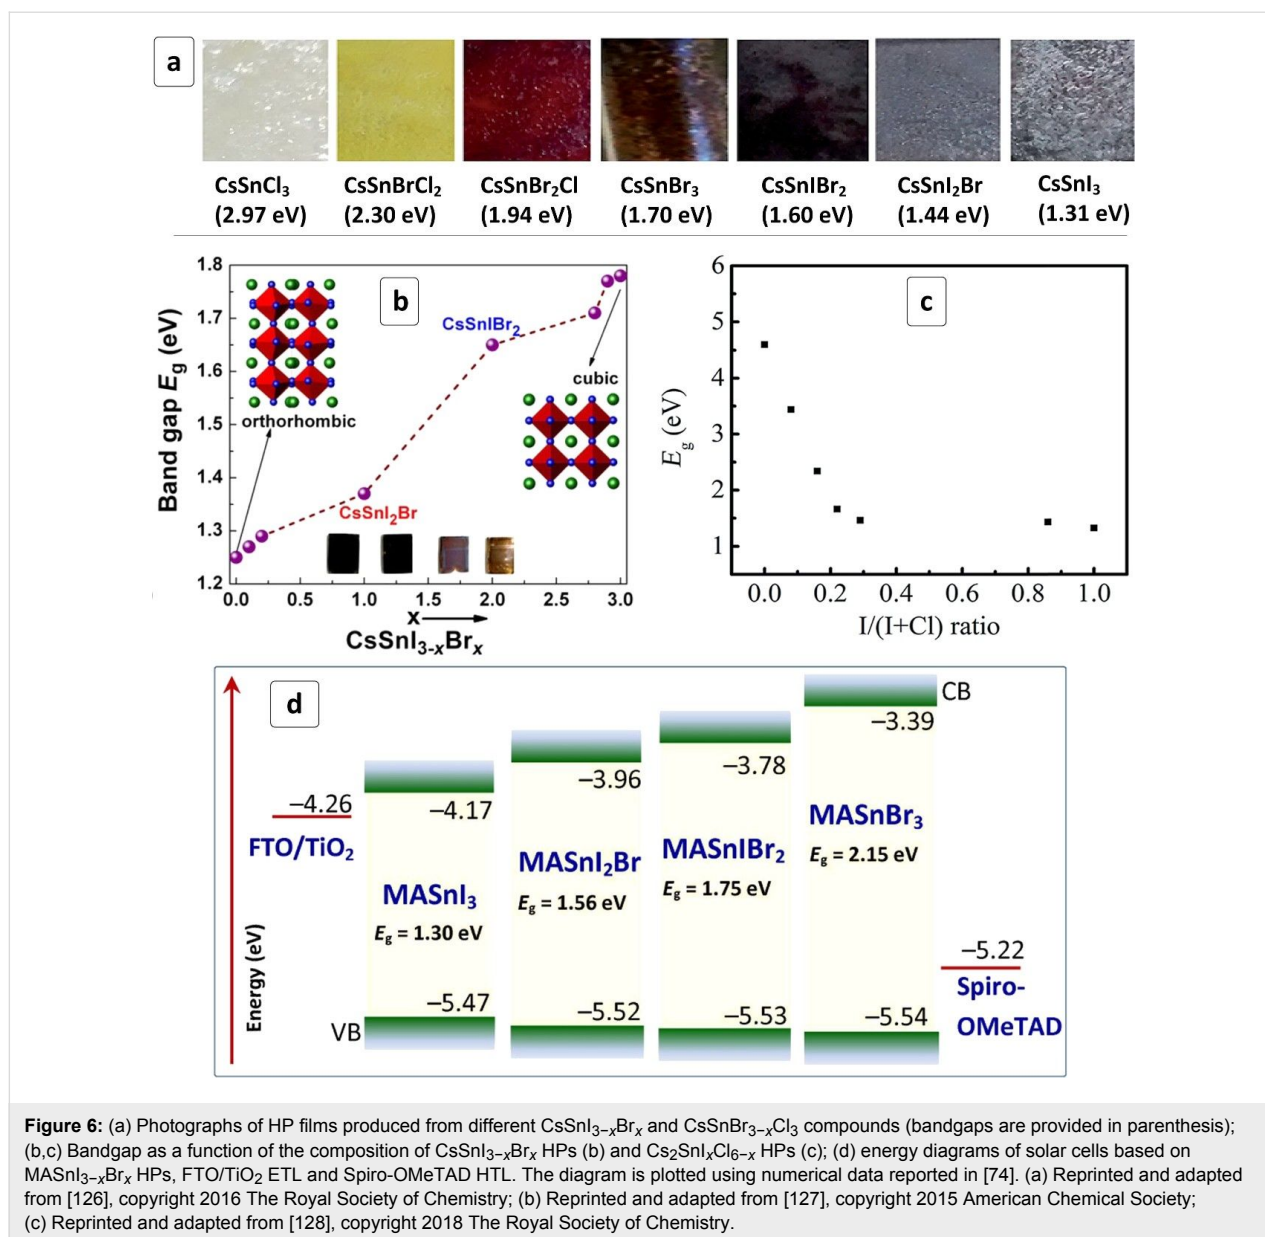 a
CsSnCl₃ CsSnBrCl₂ CsSnBr₂Cl CsSnBr₃ CsSnIBr₂ CsSnI₂Br CsSnI₃
(2.97 eV) (2.30 eV) (1.94 eV) (1.70 eV) (1.60 eV) (1.44 eV) (1.31 eV)
b
Band gap Eg (eV)
1.8
1.7
1.6
1.5
1.4
1.3
1.2
CsSnIBr₂
cubic
orthorhombic
CsSnI₂Br
0.0 0.5 1.0 1.5 2.0 2.5 3.0
x
CsSnI₃₋ₓBrₓ
c
Eg (eV)
6
5
4
3
2
1
0.0 0.2 0.4 0.6 0.8 1.0
I/(I+Cl) ratio
d
Energy (eV)
CB
VB
–4.26
FTO/TiO₂
–4.17
MASnI₃
Eg = 1.30 eV
–5.47
–3.96
MASnI₂Br
Eg = 1.56 eV
–5.52
–3.78
MASnIBr₂
Eg = 1.75 eV
–5.53
–3.39
MASnBr₃
Eg = 2.15 eV
–5.54
–5.22
Spiro-
OMeTAD
Figure 6: (a) Photographs of HP films produced from different CsSnI₃₋ₓBrₓ and CsSnBr₃₋ₓCl₃ compounds (bandgaps are provided in parenthesis);
(b,c) Bandgap as a function of the composition of CsSnI₃₋ₓBrₓ HPs (b) and Cs₂SnIₓCl₆₋ₓ HPs (c); (d) energy diagrams of solar cells based on
MASnI₃₋ₓBrₓ HPs, FTO/TiO₂ ETL and Spiro-OMeTAD HTL. The diagram is plotted using numerical data reported in [74]. (a) Reprinted and adapted
from [126], copyright 2016 The Royal Society of Chemistry; (b) Reprinted and adapted from [127], copyright 2015 American Chemical Society;
(c) Reprinted and adapted from [128], copyright 2018 The Royal Society of Chemistry.